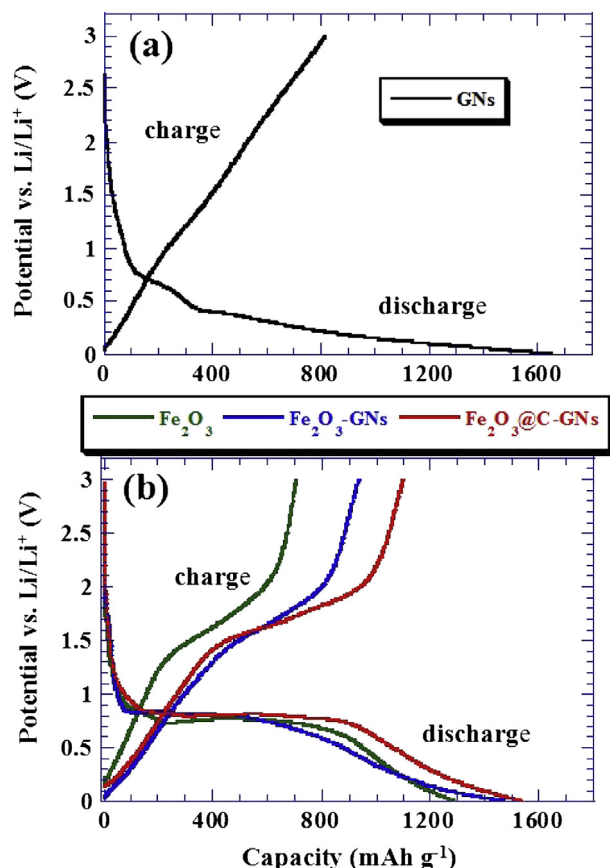 (a)
GNs
charge
discharge
Potential vs. Li/Li⁺ (V)
3
2.5
2
1.5
1
0.5
0
0 400 800 1200 1600
Fe₂O₃ Fe₂O₃-GNs Fe₂O₃@C-GNs
(b)
charge
discharge
Potential vs. Li/Li⁺ (V)
3
2.5
2
1.5
1
0.5
0
0 400 800 1200 1600
Capacity (mAh g⁻¹)